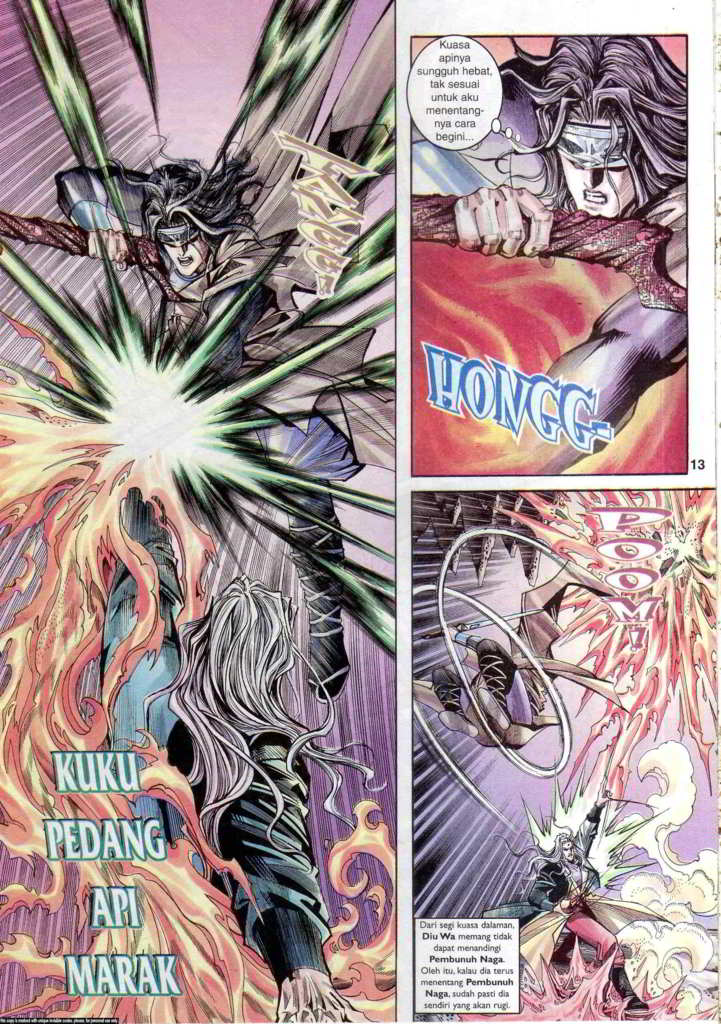 KUKU
PEDANG
API
MARAK
Kuasa
apinya
sungguh hebat,
tak sesuai
untuk aku
menentang-
nya cara
begini...
HONGG-
13
POOM!
Dari segi kuasa dalaman,
Diu Wa memang tidak
dapat menandingi
Pembunuh Naga.
Oleh itu, kalau dia terus
menentang Pembunuh
Naga, sudah pasti dia
sendiri yang akan rugi.